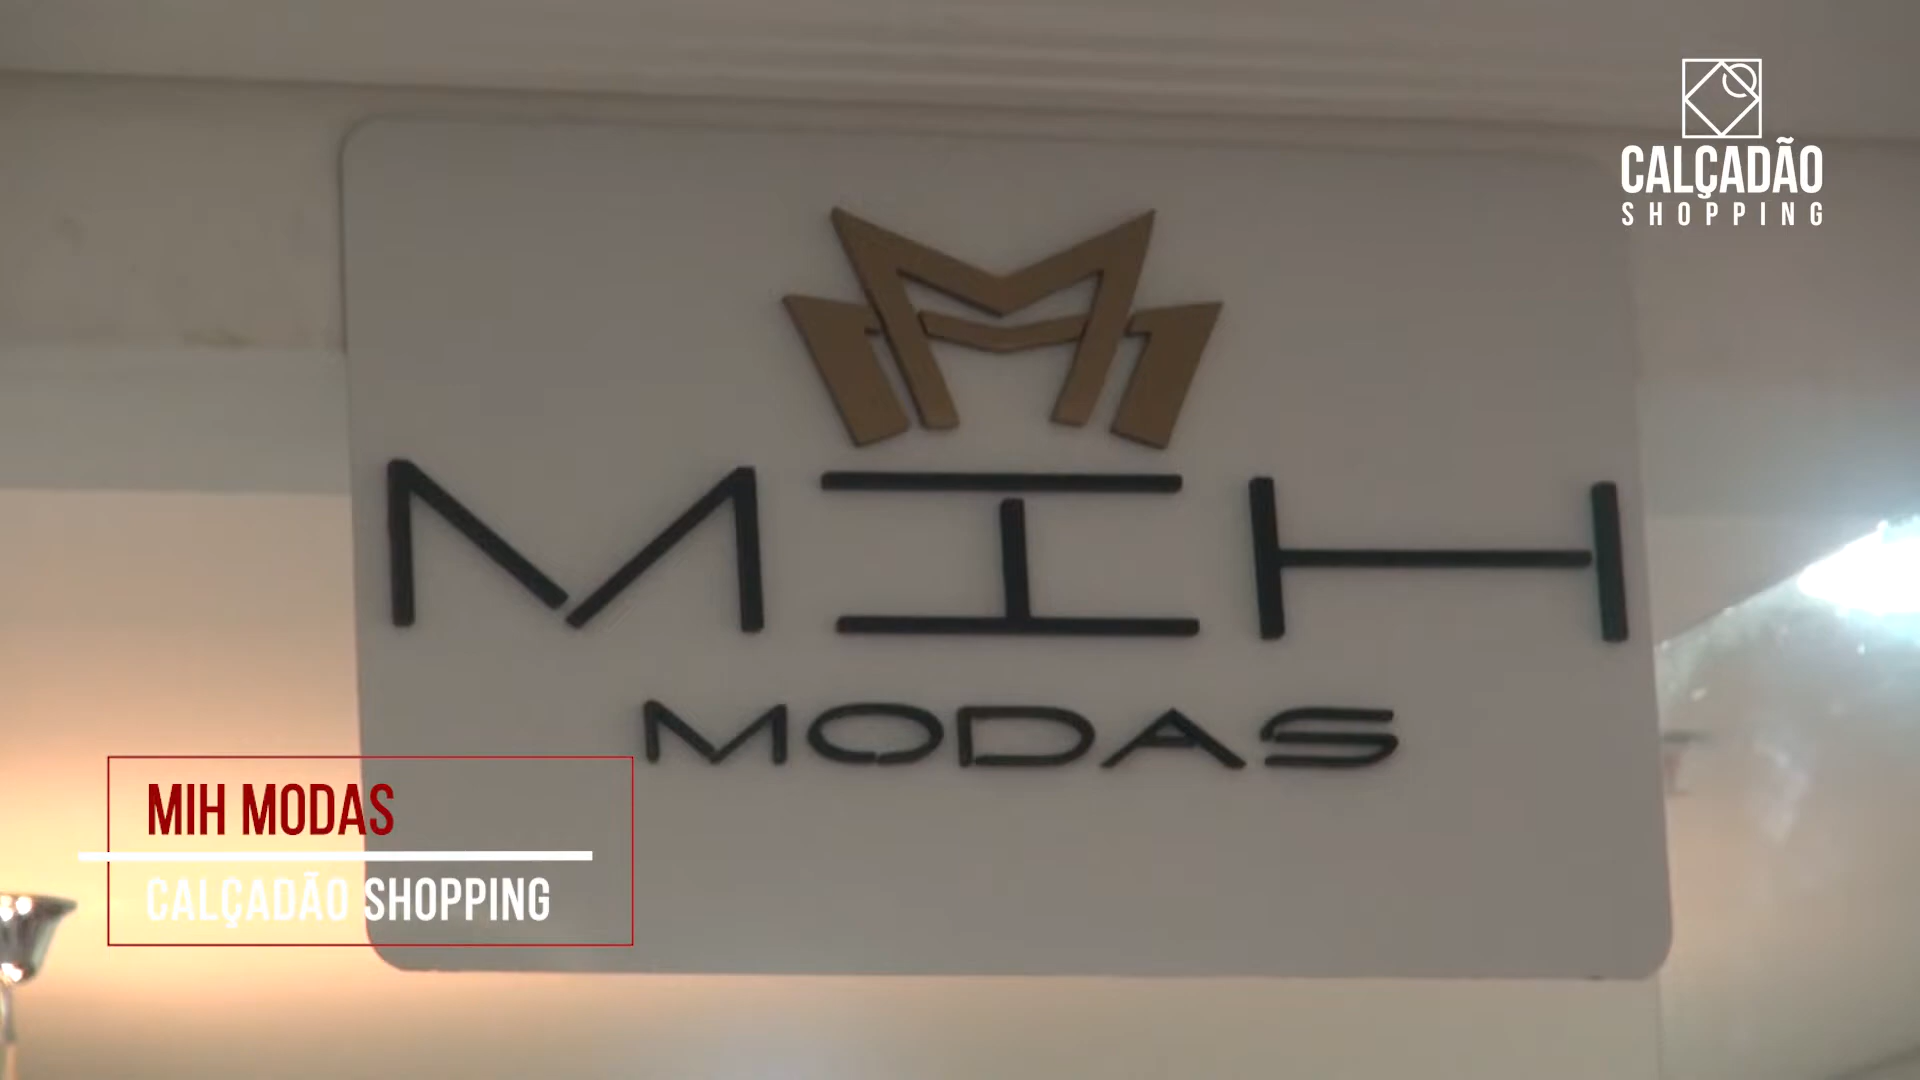 CALÇADÃO
SHOPPING
MIH
MODAS
MIH MODAS
CALÇADÃO SHOPPING